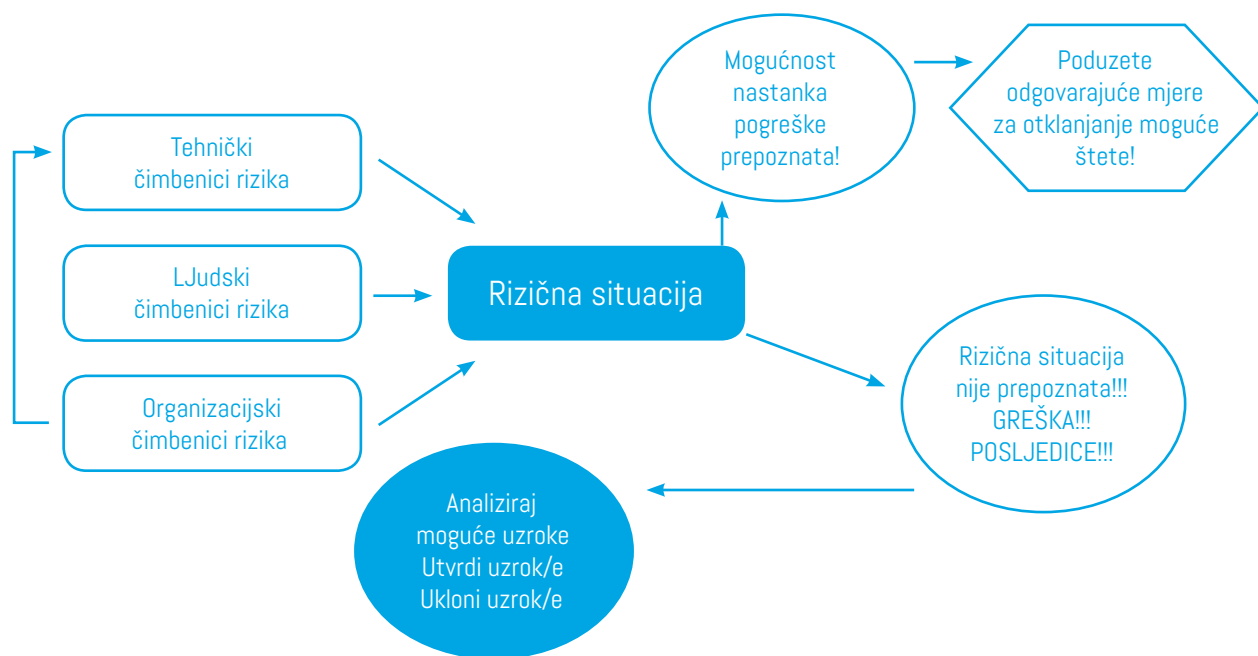 Mogućnost
nastanka
pogreške
prepoznata!
Poduzete
odgovarajuće mjere
za otklanjanje moguće
štete!
Tehnički
čimbenici rizika
LJudski
čimbenici rizika
Rizična situacija
Organizacijski
čimbenici rizika
Rizična situacija
nije prepoznata!!!
GREŠKA!!!
POSLJEDICE!!!
Analiziraj
moguće uzroke
Utvrdi uzrok/e
Ukloni uzrok/e